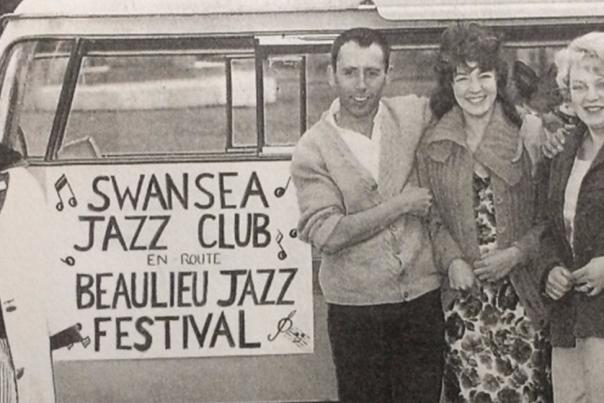 SWANSEA
JAZZ CLUB
EN-ROUTE
BEAULIEU JAZZ
FESTIVAL